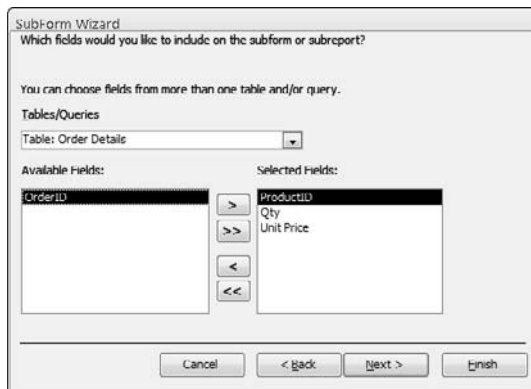 SubForm Wizard
Which fields would you like to include on the subform or subreport?
You can choose fields from more than one table and/or query.
Tables/Queries
Table: Order Details
Available Fields:
Selected Fields:
OrderID
ProductID
Qty
Unit Price
>
>>
<
<<
Cancel
< Back
Next >
Finish